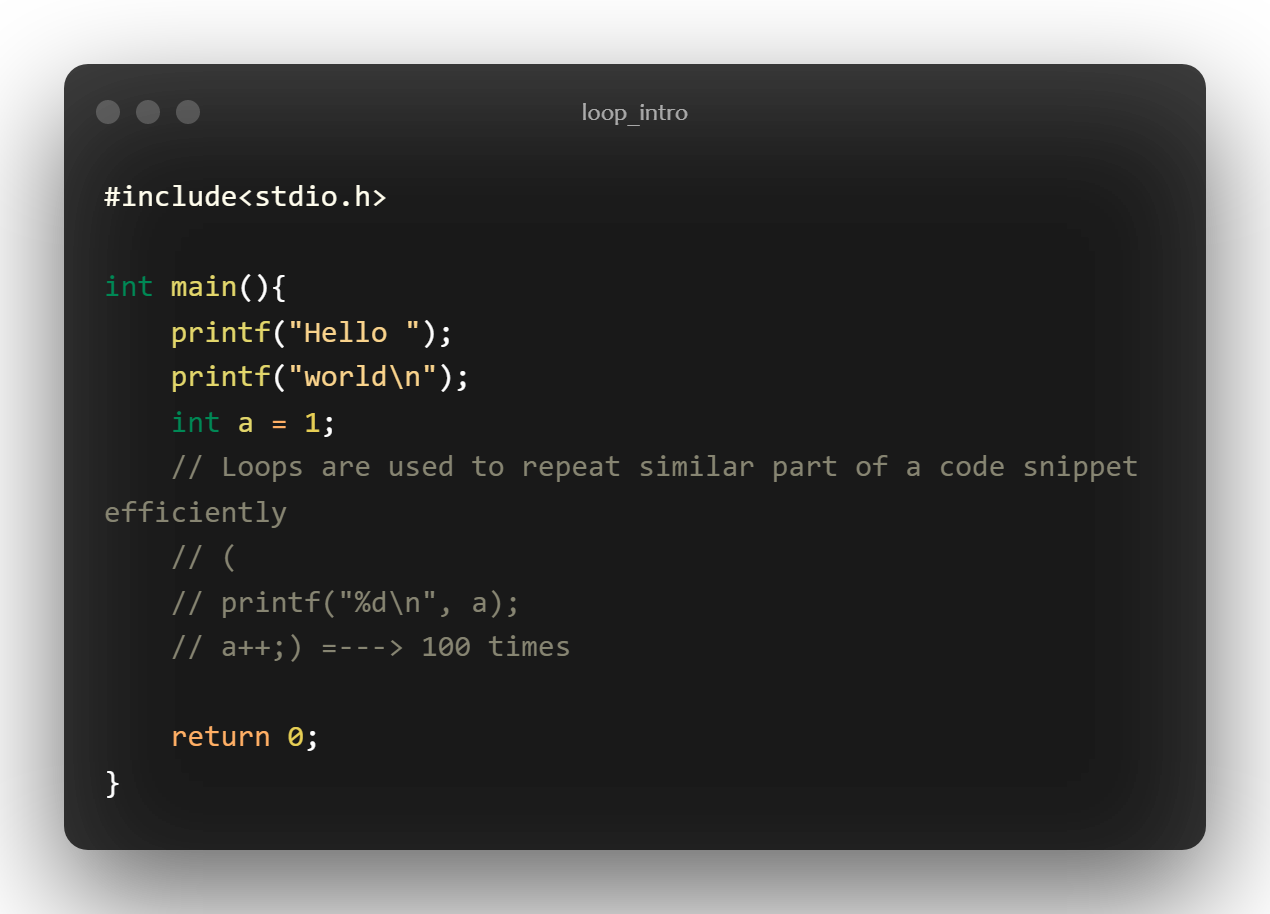 loop_intro
#include<stdio.h>
int main(){
    printf("Hello ");
    printf("world\n");
    int a = 1;
    // Loops are used to repeat similar part of a code snippet
efficiently
    // (
    // printf("%d\n", a);
    // a++;) =---> 100 times
    return 0;
}